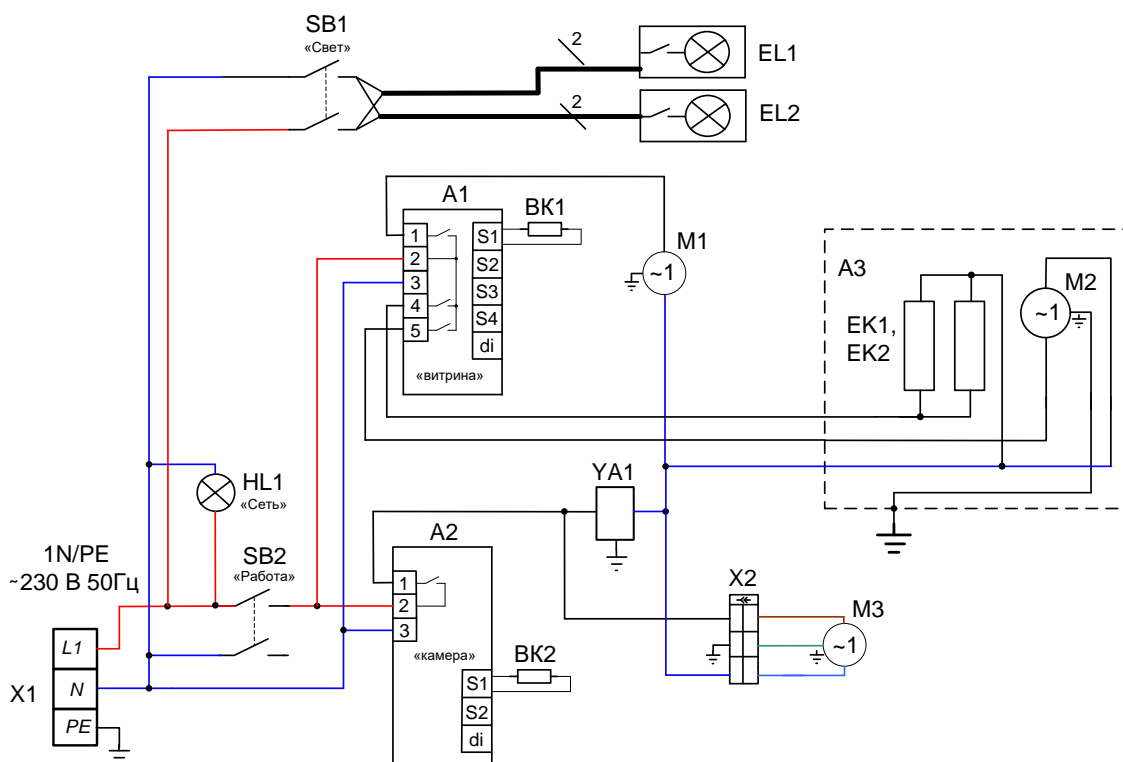 SB1
«Свет»
2
EL1
2
EL2
A1
ВК1
1
S1
2
S2
3
S3
4
S4
5
di
«витрина»
M1
~1
A3
M2
~1
EK1,
EK2
HL1
«Сеть»
YA1
A2
1N/PE
~230 В 50Гц
SB2
«Работа»
1
2
3
«камера»
ВК2
S1
S2
di
X2
M3
~1
X1
L1
N
PE